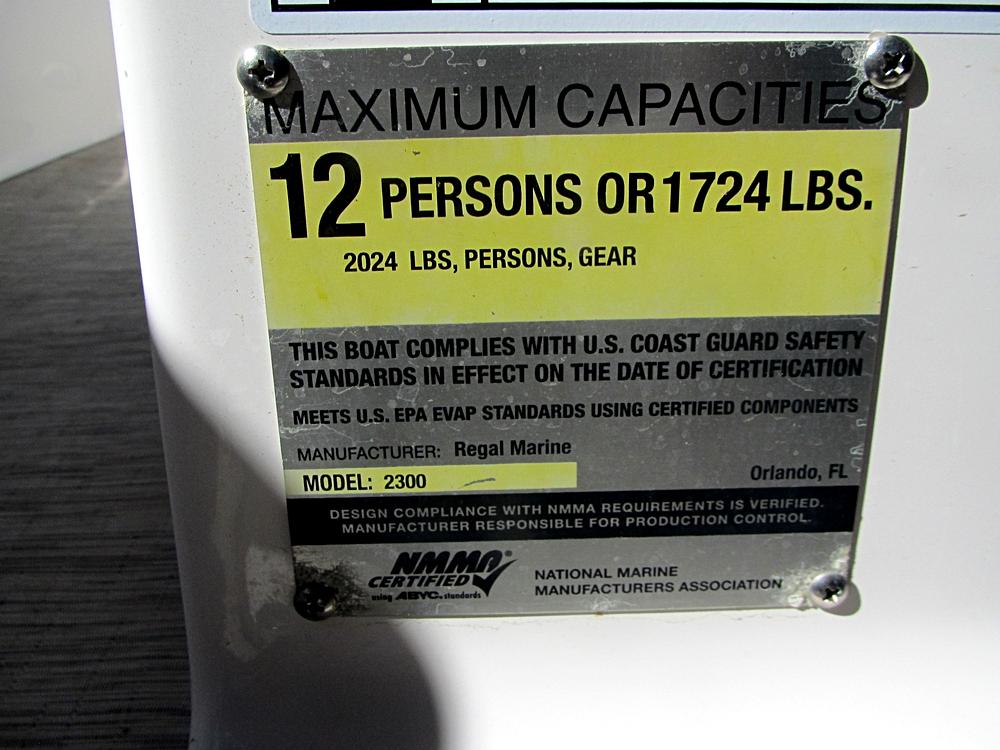 MAXIMUM CAPACITIES
12 PERSONS OR 1724 LBS.
2024 LBS, PERSONS, GEAR
THIS BOAT COMPLIES WITH U.S. COAST GUARD SAFETY
STANDARDS IN EFFECT ON THE DATE OF CERTIFICATION
MEETS U.S. EPA EVAP STANDARDS USING CERTIFIED COMPONENTS
MANUFACTURER: Regal Marine
MODEL: 2300
Orlando, FL
DESIGN COMPLIANCE WITH NMMA REQUIREMENTS IS VERIFIED.
MANUFACTURER RESPONSIBLE FOR PRODUCTION CONTROL.
NMMA®
CERTIFIED
using ABYC. standards
NATIONAL MARINE
MANUFACTURERS ASSOCIATION